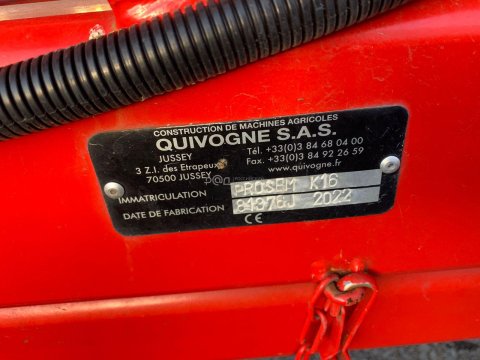 CONSTRUCTION DE MACHINES AGRICOLES
QUIVOGNE S.A.S.
JUSSEY
3 Z.I. des Etrapeux
70500 JUSSEY
Tél. +33(0)3 84 68 04 00
Fax. +33(0)3 84 92 26 59
www.quivogne.fr
IMMATRICULATION PROSEM K16
DATE DE FABRICATION 84976J 2022
CE